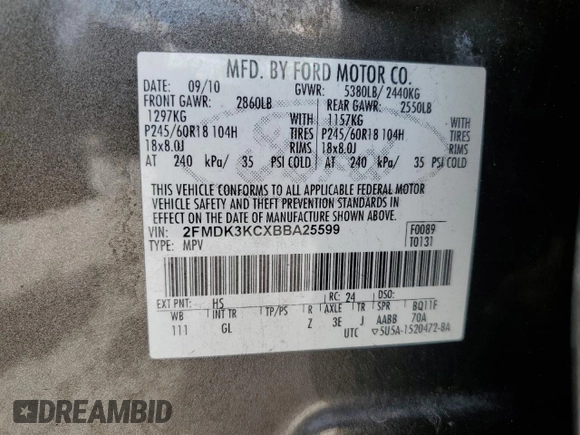 MFD. BY FORD MOTOR CO.
DATE: 09/10 GVWR: 5380LB/ 2440KG
FRONT GAWR: 2860LB REAR GAWR: 2550LB
1297KG WITH 1157KG WITH
P245/60R18 104H TIRES P245/60R18 104H TIRES
18x8.0J RIMS 18x8.0J RIMS
AT 240 kPa/ 35 PSI COLD AT 240 kPa/ 35 PSI COLD
THIS VEHICLE CONFORMS TO ALL APPLICABLE FEDERAL MOTOR
VEHICLE SAFETY AND THEFT PREVENTION STANDARDS IN
EFFECT ON THE DATE OF MANUFACTURE SHOWN ABOVE.
VIN: 2FMDK3KCXBBA25599 F0089
TYPE: MPV T0131
EXT PNT: HS RC: 24 DSO:
WB INT TR TP/PS R AXLE TR SPR BQ11F
111 GL Z 3E J AABB 70A
UTC ▽5U5A-1520472-BA
DREAMBID